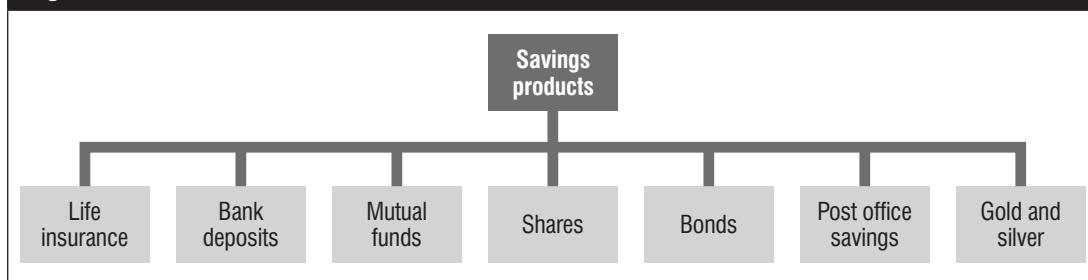 Savings
products
Life
insurance
Bank
deposits
Mutual
funds
Shares
Bonds
Post office
savings
Gold and
silver